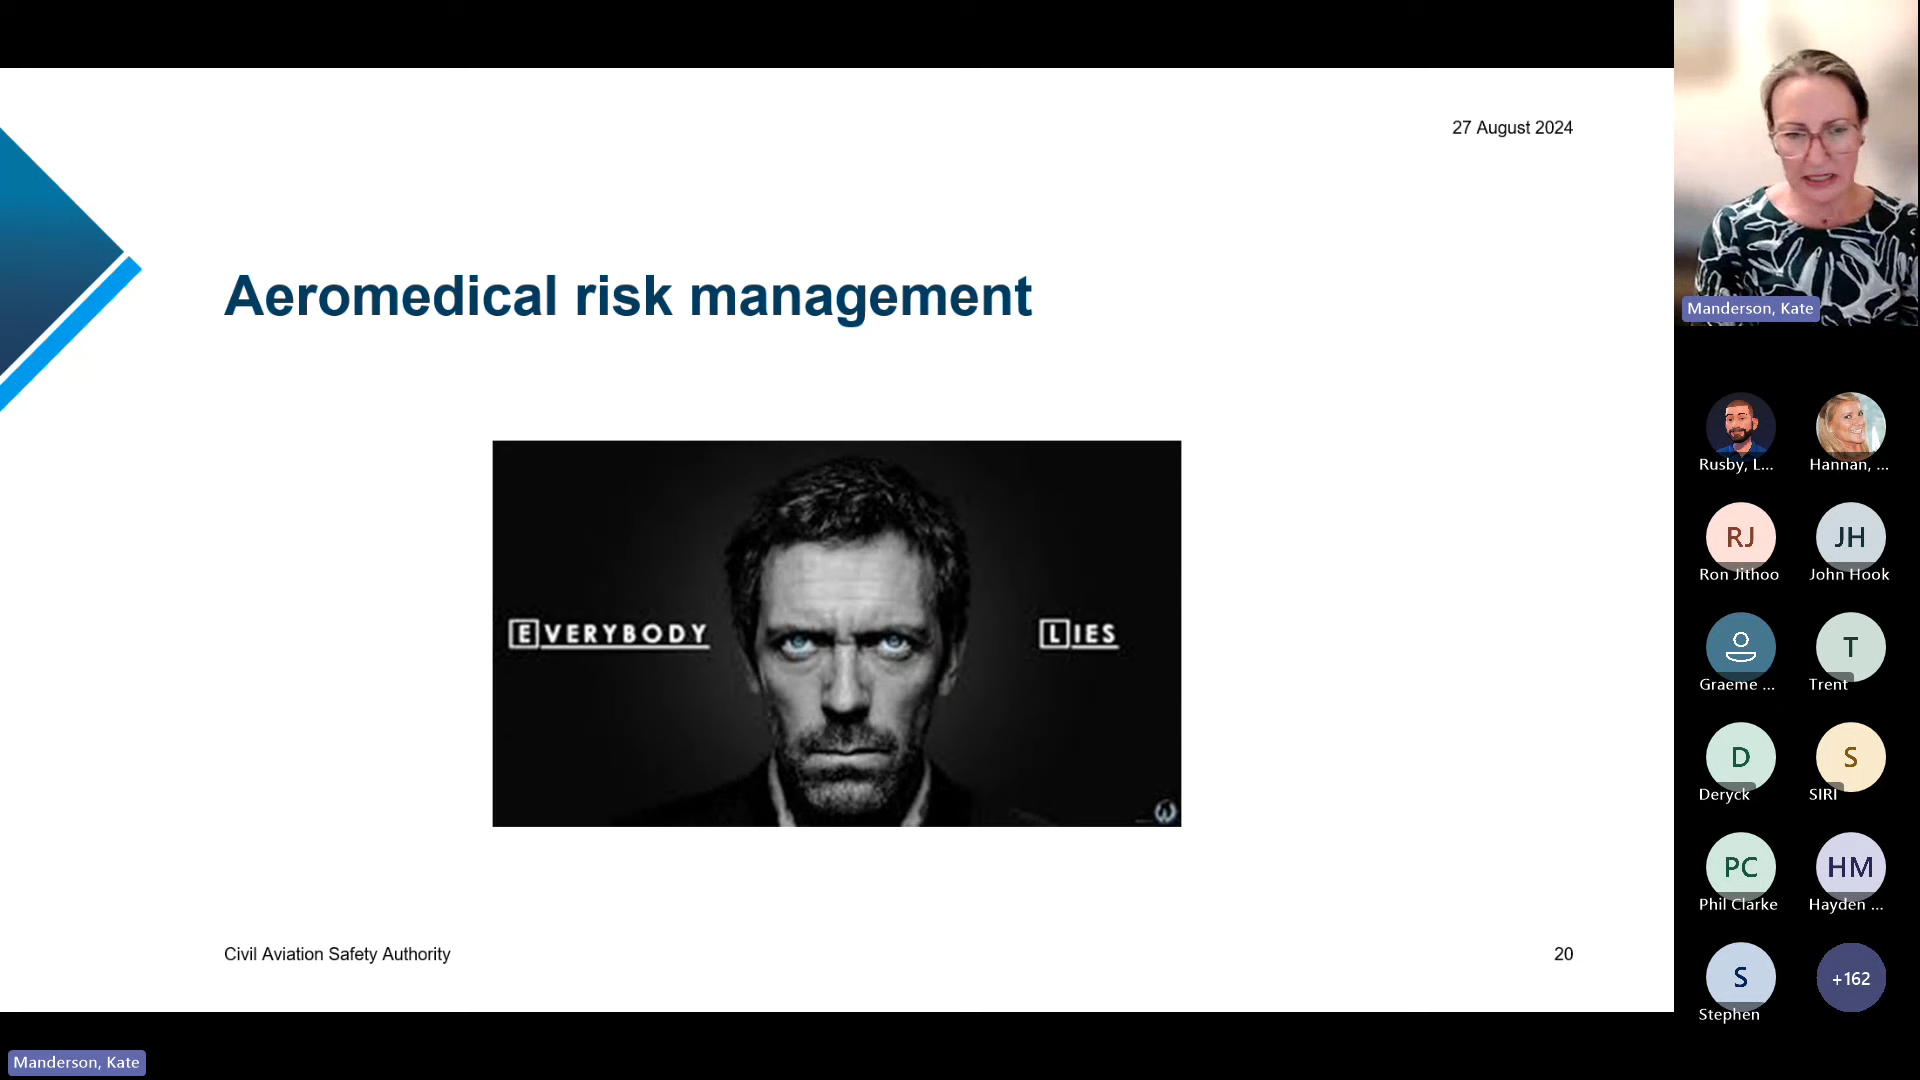 27 August 2024
Aeromedical risk management
EVERYBODY LIES
Civil Aviation Safety Authority
20
Manderson, Kate
Manderson, Kate
Rusby, L...
Hannan, ...
RJ
JH
Ron Jithoo
John Hook
T
Graeme ...
Trent
D
S
Deryck
SIRI
PC
HM
Phil Clarke
Hayden ...
S
+162
Stephen